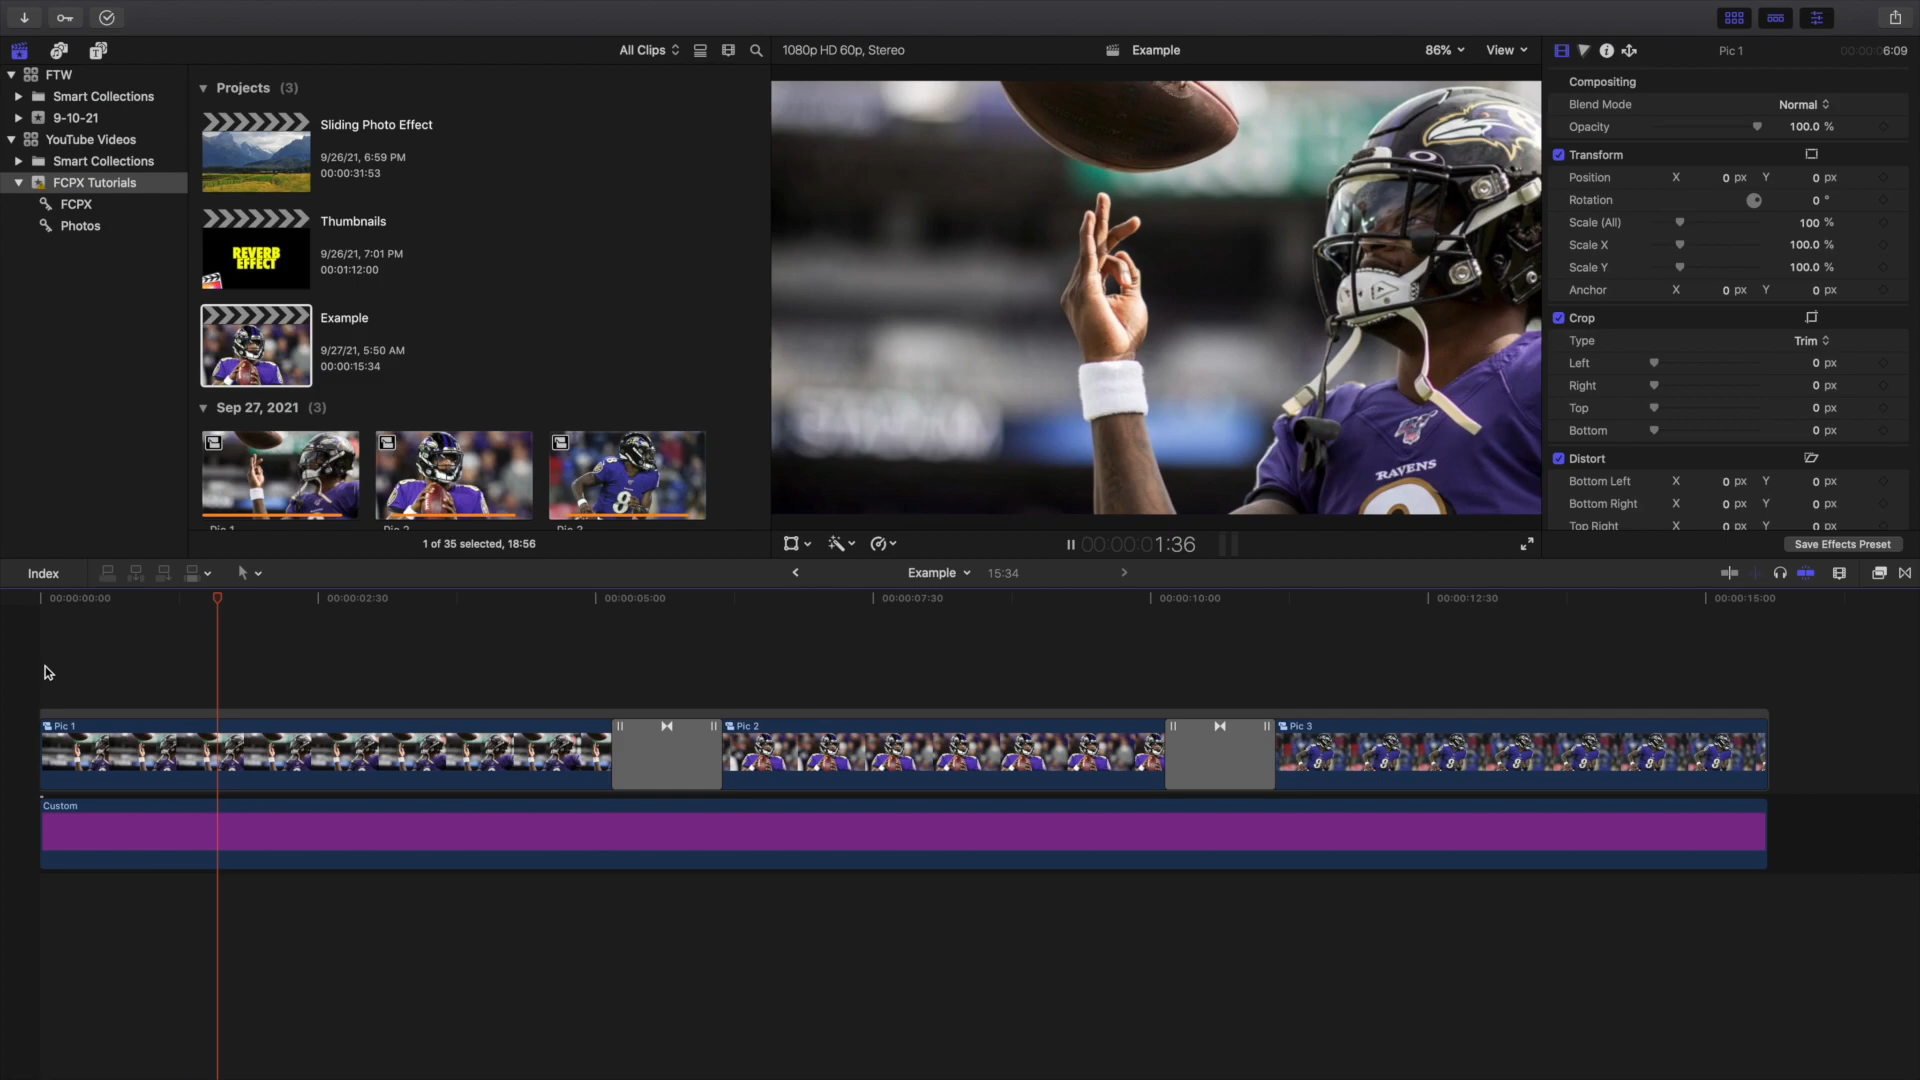 All Clips
1080p HD 60p, Stereo
Example
86%
View
Pic 1
00:00:06:09
FTW
Smart Collections
9-10-21
YouTube Videos
Smart Collections
FCPX Tutorials
FCPX
Photos
Projects (3)
Sliding Photo Effect
9/26/21, 6:59 PM
00:00:31:53
Thumbnails
9/26/21, 7:01 PM
00:01:12:00
REVERB
EFFECT
Example
9/27/21, 5:50 AM
00:00:15:34
Sep 27, 2021 (3)
8
Pic 1
Pic 2
Pic 3
1 of 35 selected, 18:56
RAVENS
00:00:01:36
Compositing
Blend Mode Normal
Opacity 100.0 %
Transform
Position X 0 px Y 0 px
Rotation 0 °
Scale (All) 100 %
Scale X 100.0 %
Scale Y 100.0 %
Anchor X 0 px Y 0 px
Crop
Type Trim
Left 0 px
Right 0 px
Top 0 px
Bottom 0 px
Distort
Bottom Left X 0 px Y 0 px
Bottom Right X 0 px Y 0 px
Top Right X 0 px Y 0 px
Save Effects Preset
Index
Example 15:34
00:00:00:00 00:00:02:30 00:00:05:00 00:00:07:30 00:00:10:00 00:00:12:30 00:00:15:00
Pic 1 Pic 2 Pic 3
Custom